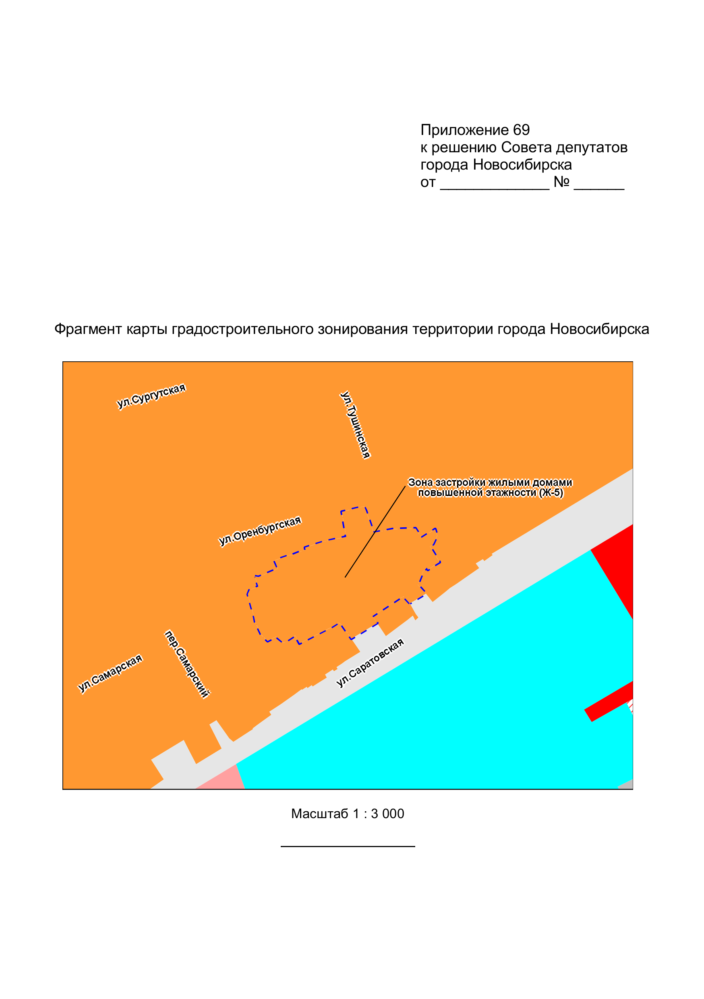 Приложение 69
к решению Совета депутатов
города Новосибирска
от _____________ № ______
Фрагмент карты градостроительного зонирования территории города Новосибирска
ул.Сургутская
ул.Тушинская
Зона застройки жилыми домами
повышенной этажности (Ж-5)
ул.Оренбургская
пер.Самарский
ул.Самарская
ул.Саратовская
Масштаб 1 : 3 000